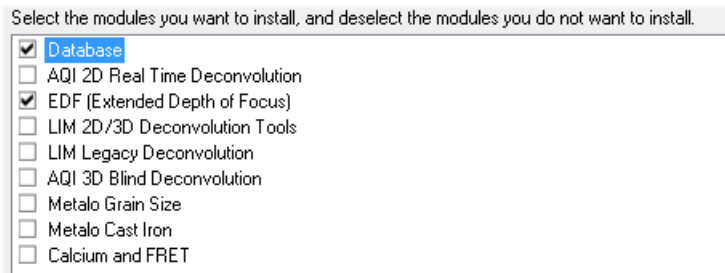 Select the modules you want to install, and deselect the modules you do not want to install.
Database
AQI 2D Real Time Deconvolution
EDF (Extended Depth of Focus)
LIM 2D/3D Deconvolution Tools
LIM Legacy Deconvolution
AQI 3D Blind Deconvolution
Metalo Grain Size
Metalo Cast Iron
Calcium and FRET